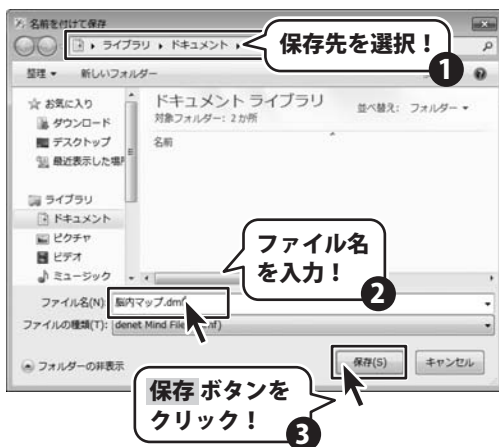 名前を付けて保存
ライブラリ ▸ ドキュメント ▸
保存先を選択！
❶
整理 ▼ 新しいフォルダー
お気に入り
ダウンロード
デスクトップ
最近表示した場
ライブラリ
ドキュメント
ピクチャ
ビデオ
ミュージック
ドキュメント ライブラリ
対象フォルダー: 2 か所
並べ替え: フォルダー ▼
名前
ファイル名
を入力！
❷
ファイル名(N): 脳内マップ.dmf
ファイルの種類(T): denet Mind File
フォルダーの非表示
保存(S) キャンセル
保存 ボタンを
クリック！
❸